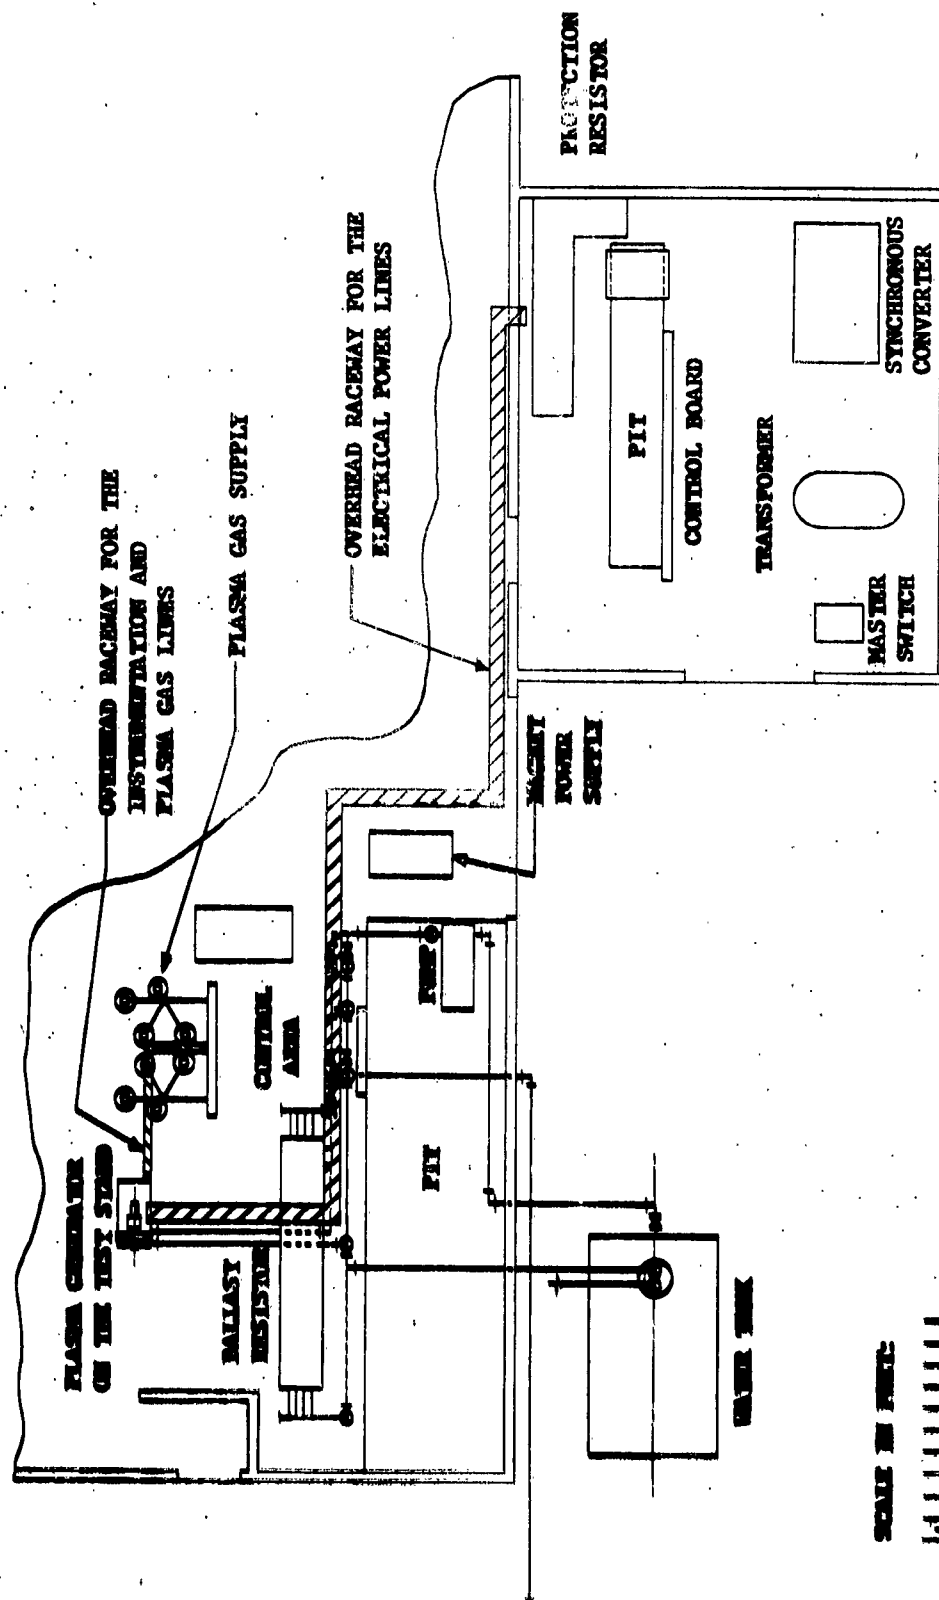 PLASMA GENERATOR
ON THE TEST STAND
OVERHEAD RACEWAY FOR THE
INSTRUMENTATION AND
PLASMA GAS LINES
PLASMA GAS SUPPLY
OVERHEAD RACEWAY FOR THE
ELECTRICAL POWER LINES
PROTECTION
RESISTOR
BALLAST
RESISTOR
CONTROL
AREA
PIT
PUMP
MAGNET
POWER
SUPPLY
PIT
CONTROL BOARD
TRANSFORMER
MASTER
SWITCH
SYNCHRONOUS
CONVERTER
WATER TANK
SCALE IN FEET: